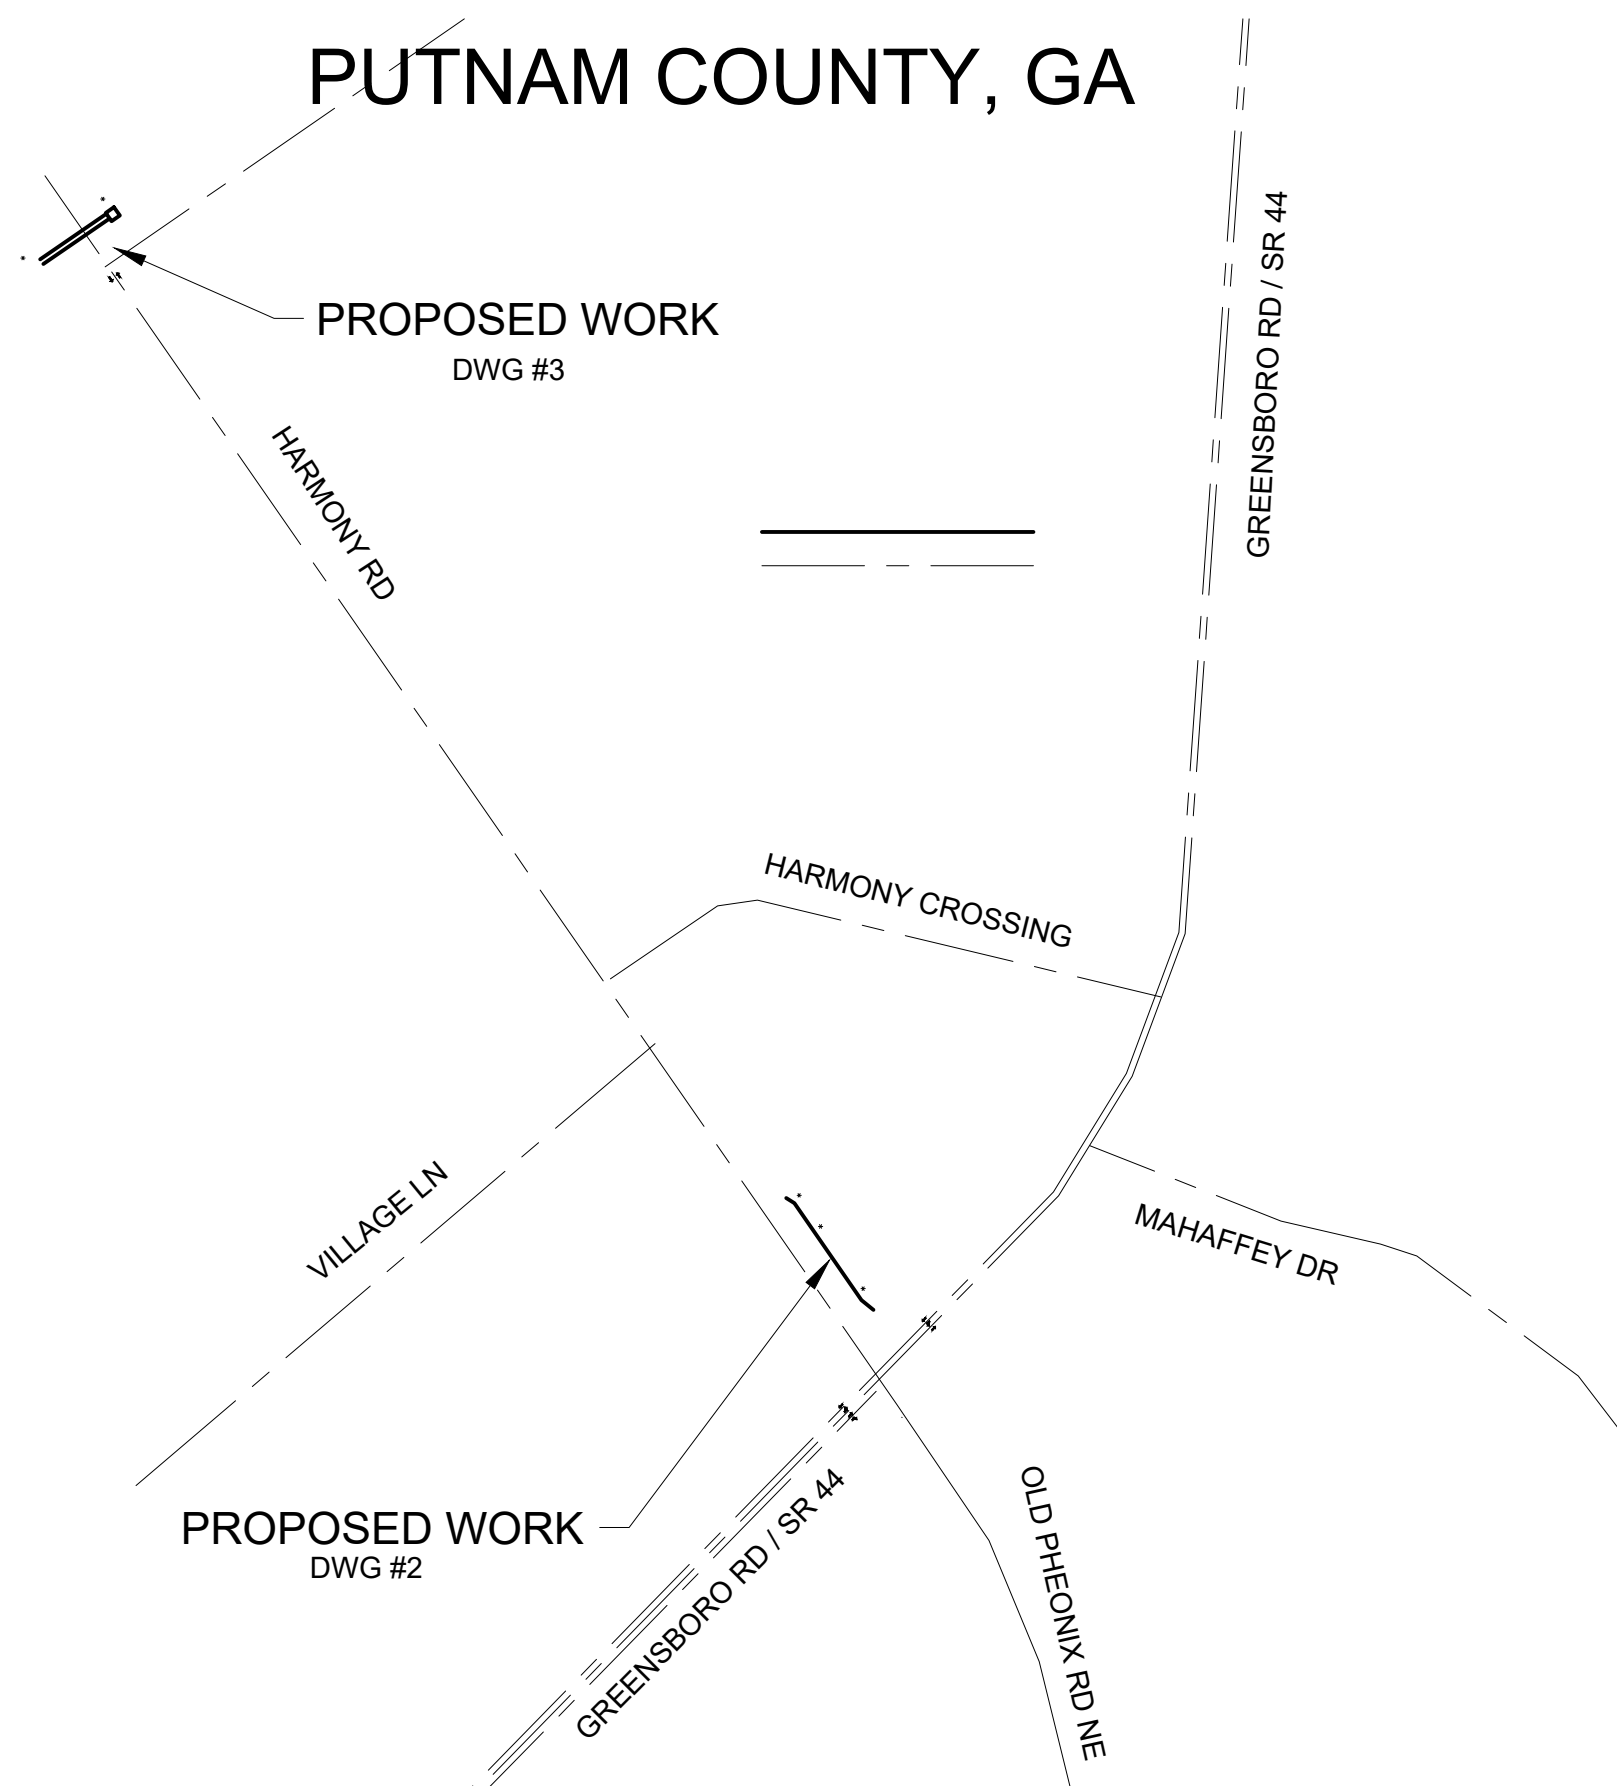 PUTNAM COUNTY, GA
GREENSBORO RD / SR 44
PROPOSED WORK
DWG #3
HARMONY RD
HARMONY CROSSING
VILLAGE LN
MAHAFFEY DR
PROPOSED WORK
DWG #2
GREENSBORO RD / SR 44
OLD PHEONIX RD NE